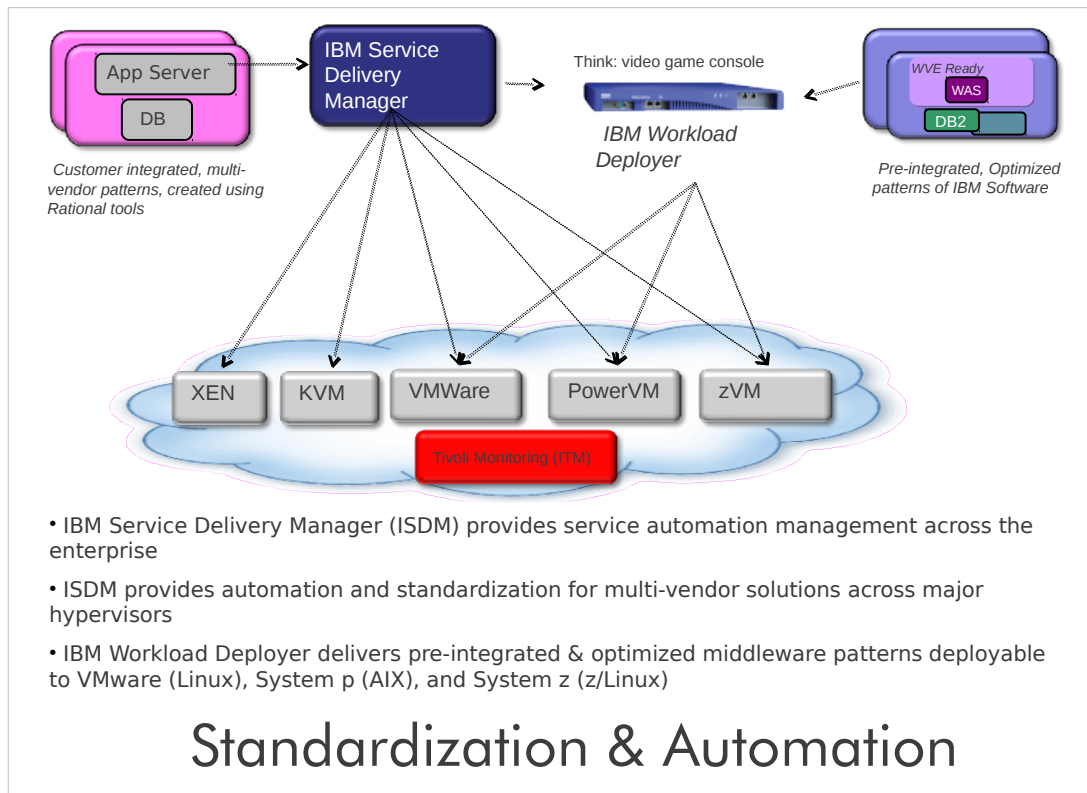 App Server
DB
Customer integrated, multi-
vendor patterns, created using
Rational tools
IBM Service
Delivery
Manager
Think: video game console
IBM Workload
Deployer
WVE Ready
WAS
DB2
Pre-integrated, Optimized
patterns of IBM Software
XEN
KVM
VMWare
PowerVM
zVM
Tivoli Monitoring (ITM)
• IBM Service Delivery Manager (ISDM) provides service automation management across the
enterprise
• ISDM provides automation and standardization for multi-vendor solutions across major
hypervisors
• IBM Workload Deployer delivers pre-integrated & optimized middleware patterns deployable
to VMware (Linux), System p (AIX), and System z (z/Linux)
Standardization & Automation